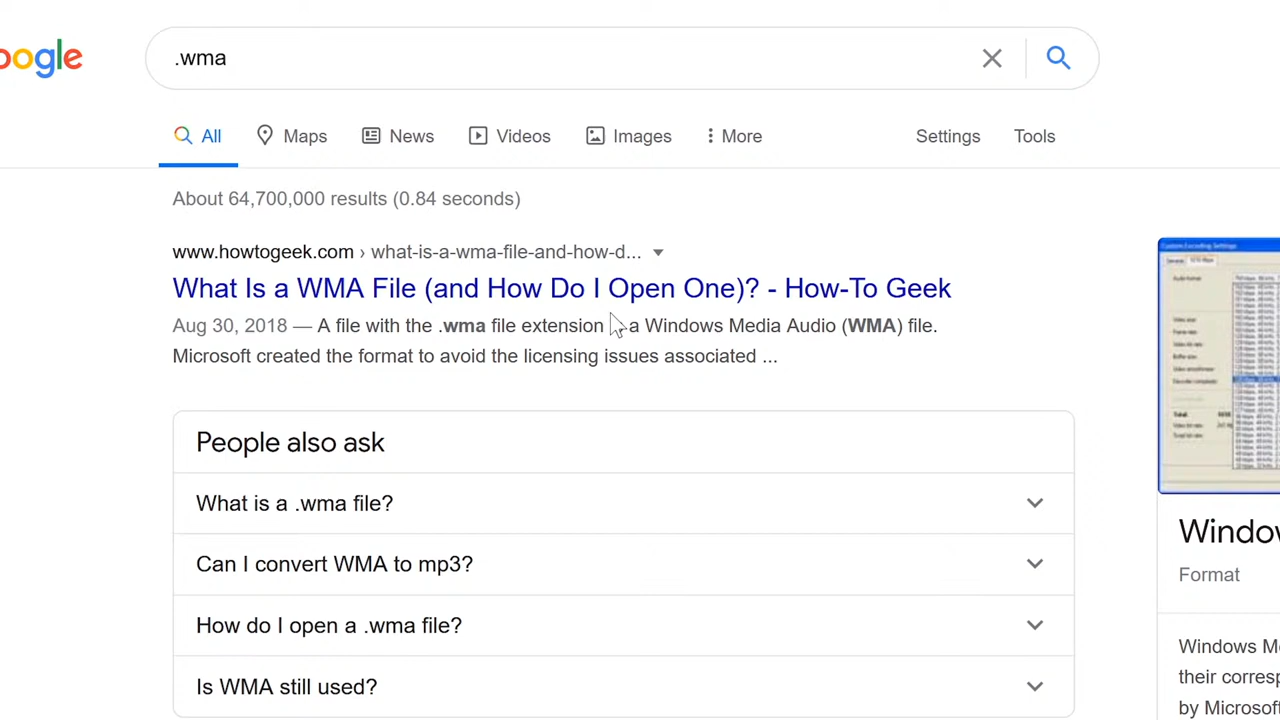 oogle
.wma
All Maps News Videos Images More Settings Tools
About 64,700,000 results (0.84 seconds)
www.howtogeek.com › what-is-a-wma-file-and-how-d...
What Is a WMA File (and How Do I Open One)? - How-To Geek
Aug 30, 2018 — A file with the .wma file extension a Windows Media Audio (WMA) file.
Microsoft created the format to avoid the licensing issues associated ...
People also ask
What is a .wma file?
Can I convert WMA to mp3?
How do I open a .wma file?
Is WMA still used?
Custom Encoding Settings
Windo
Format
Windows M
their corresp
by Microsof